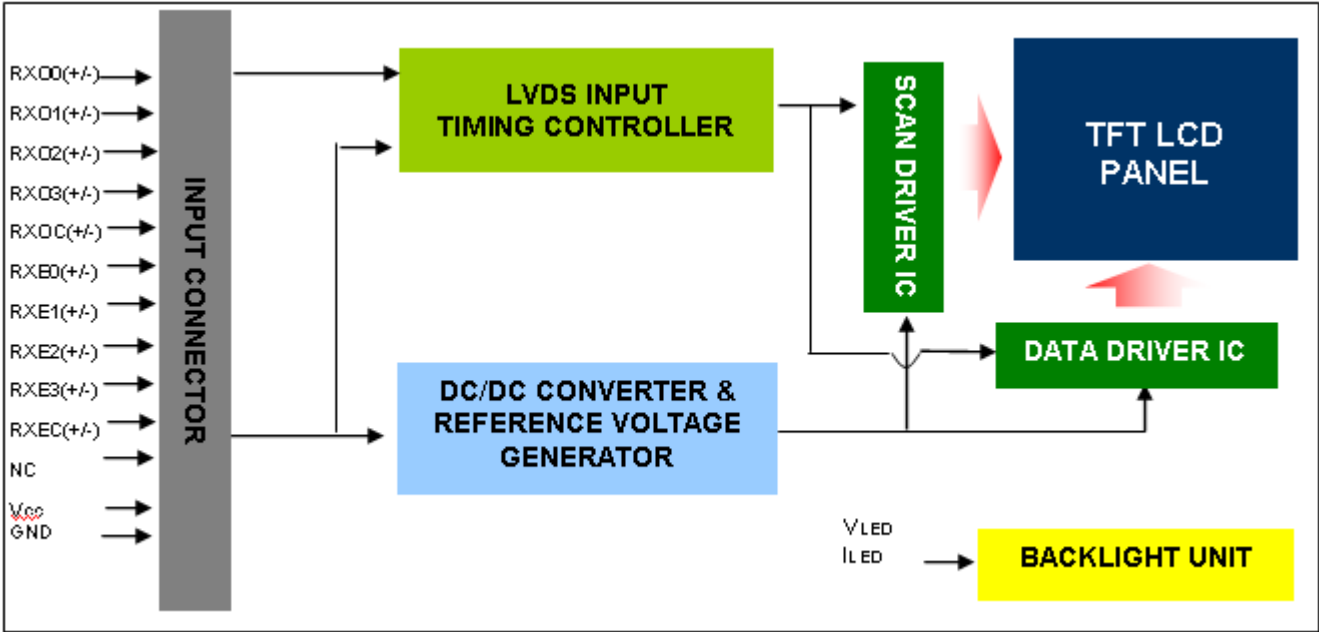 RXO0(+/-)
RXO1(+/-)
RXO2(+/-)
RXO3(+/-)
RXOC(+/-)
RXE0(+/-)
RXE1(+/-)
RXE2(+/-)
RXE3(+/-)
RXEC(+/-)
NC
Vcc
GND
INPUT CONNECTOR
LVDS INPUT
TIMING CONTROLLER
DC/DC CONVERTER &
REFERENCE VOLTAGE
GENERATOR
SCAN DRIVER IC
TFT LCD
PANEL
DATA DRIVER IC
VLED
ILED
BACKLIGHT UNIT